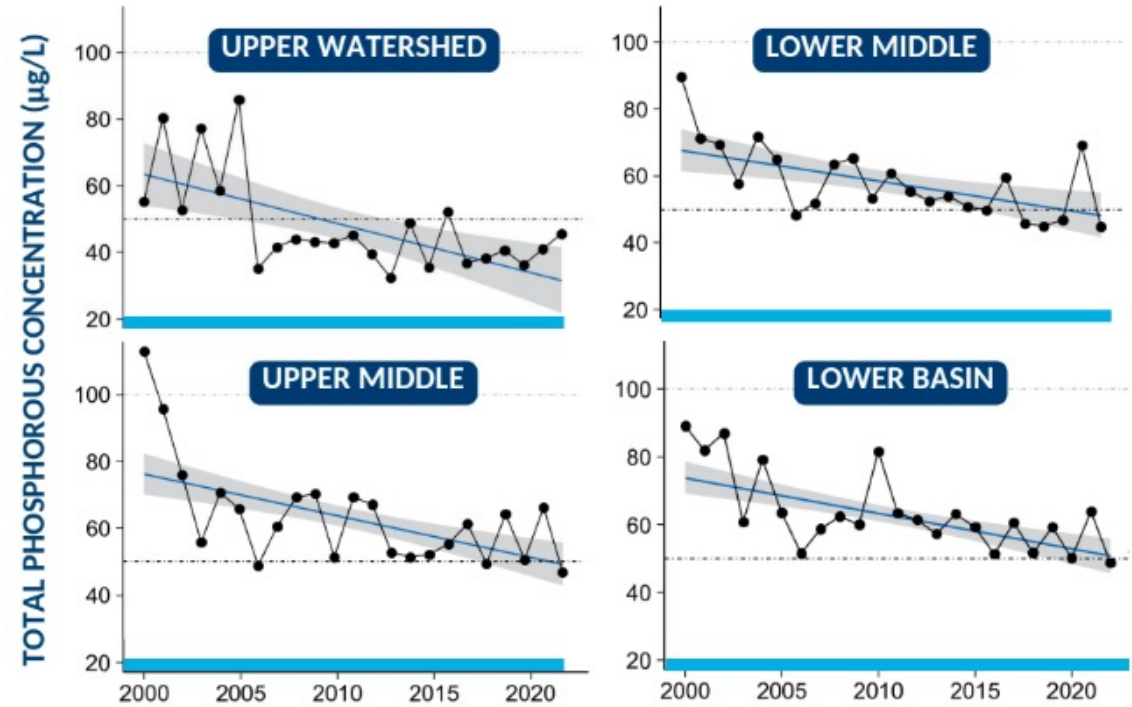 TOTAL PHOSPHOROUS CONCENTRATION (µg/L)
UPPER WATERSHED
100
80
60
40
20
LOWER MIDDLE
100
80
60
40
20
UPPER MIDDLE
100
80
60
40
20
2000 2005 2010 2015 2020
LOWER BASIN
100
80
60
40
20
2000 2005 2010 2015 2020